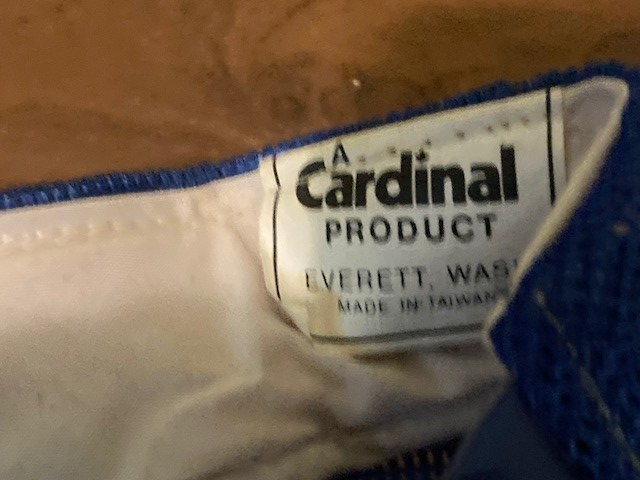 A
Cardinal
PRODUCT
EVERETT, WAS
MADE IN TAIWAN